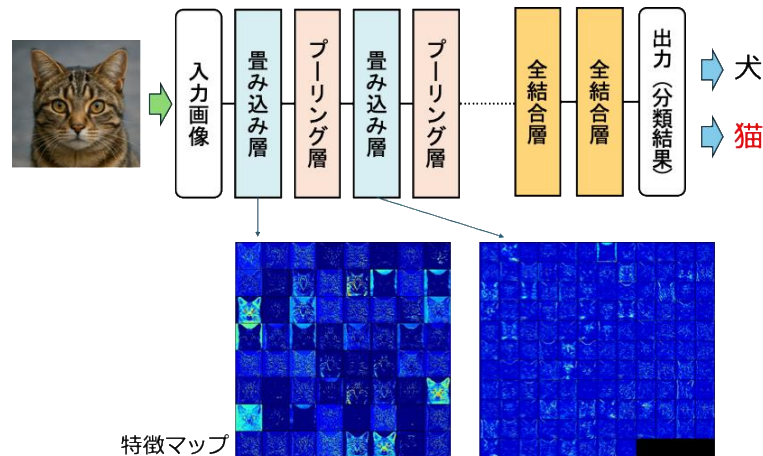 入力画像
畳み込み層
プーリング層
畳み込み層
プーリング層
全結合層
全結合層
出力（分類結果）
犬
猫
特徴マップ